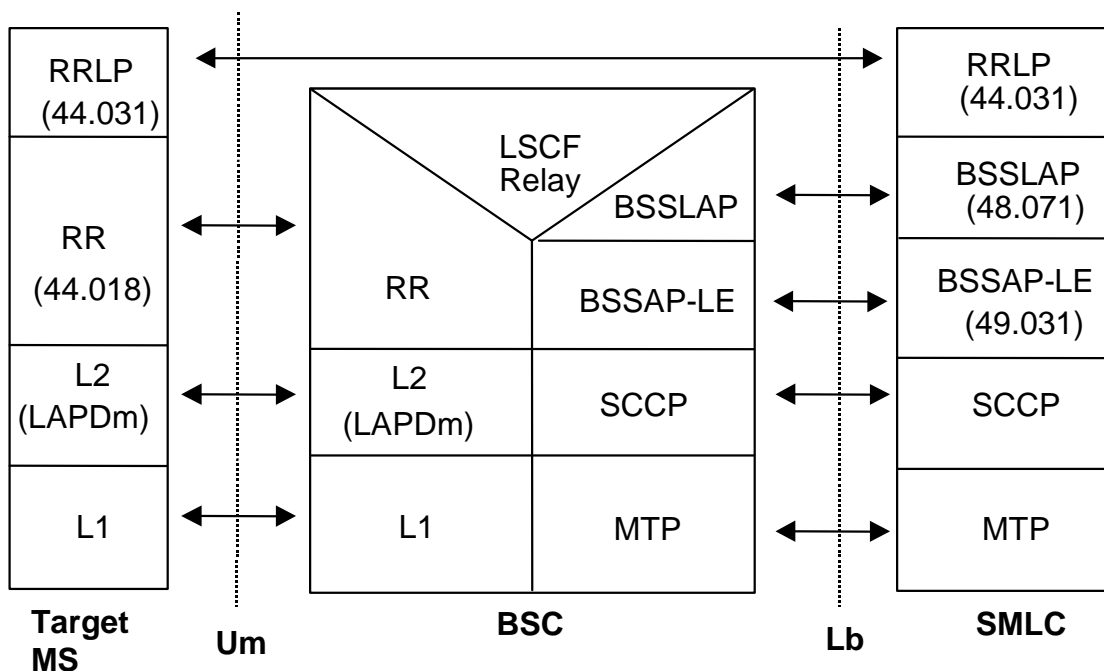 RRLP
(44.031)
RR
(44.018)
L2
(LAPDm)
L1
Target
MS
Um
LSCF
Relay
BSSLAP
RR
BSSAP-LE
L2
(LAPDm)
SCCP
L1
MTP
BSC
Lb
RRLP
(44.031)
BSSLAP
(48.071)
BSSAP-LE
(49.031)
SCCP
MTP
SMLC